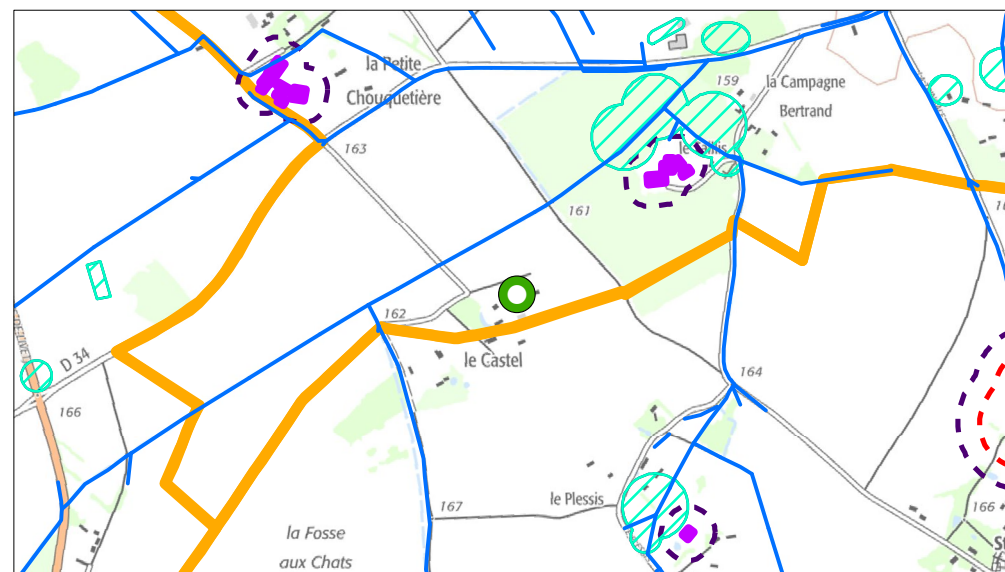 la Petite
Chouquetière
159
la Campagne
Bertrand
163
161
162
le Castel
D 34
164
166
167
le Plessis
la Fosse
aux Chats
166